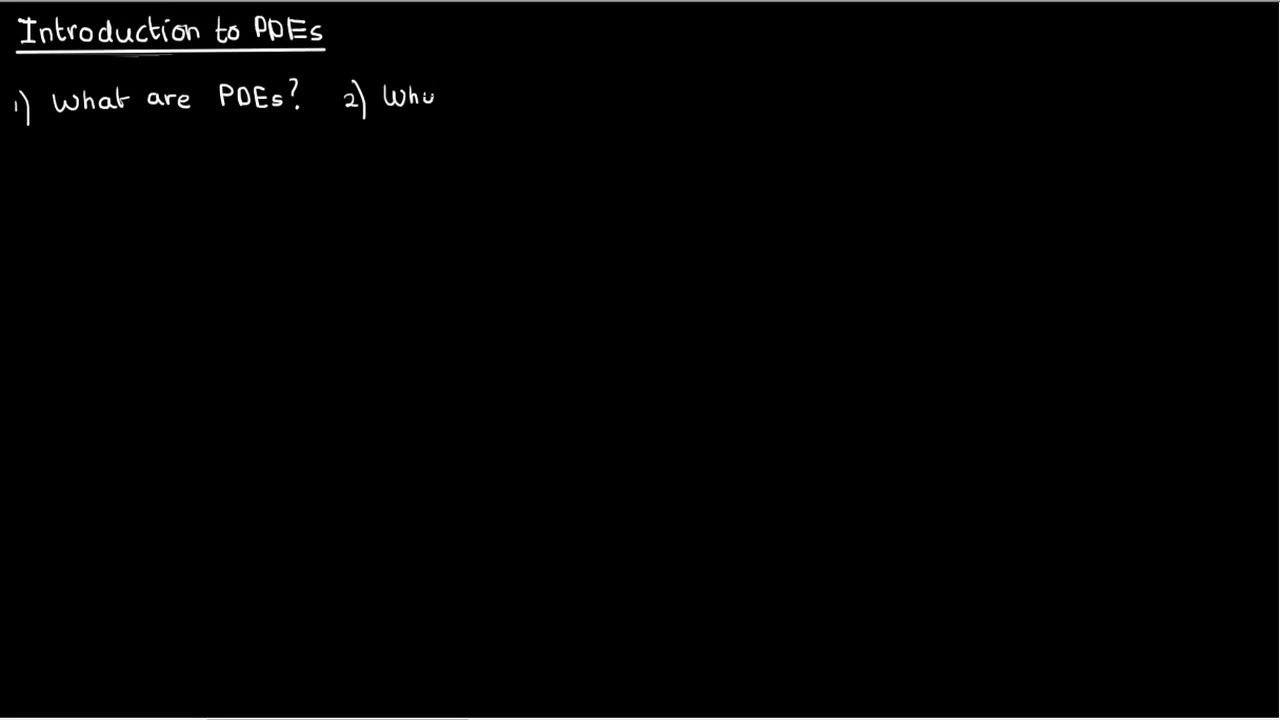 Introduction to PDEs
1) What are PDEs? 2)